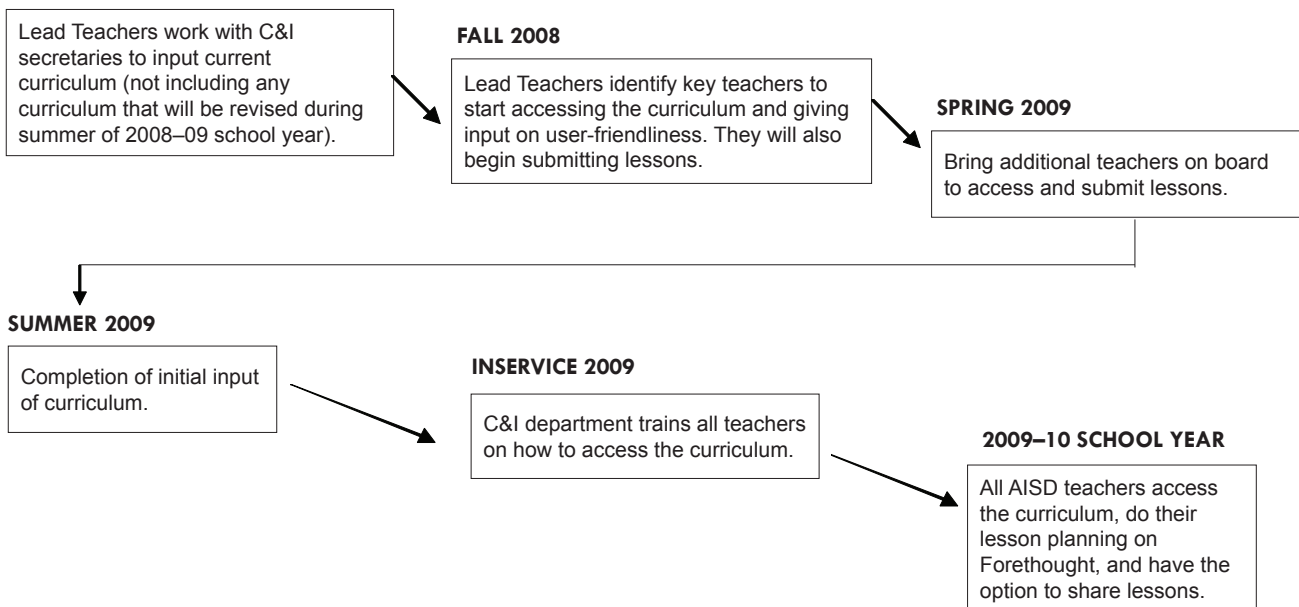 Lead Teachers work with C&I
secretaries to input current
curriculum (not including any
curriculum that will be revised during
summer of 2008–09 school year).
FALL 2008
Lead Teachers identify key teachers to
start accessing the curriculum and giving
input on user-friendliness. They will also
begin submitting lessons.
SPRING 2009
Bring additional teachers on board
to access and submit lessons.
SUMMER 2009
Completion of initial input
of curriculum.
INSERVICE 2009
C&I department trains all teachers
on how to access the curriculum.
2009–10 SCHOOL YEAR
All AISD teachers access
the curriculum, do their
lesson planning on
Forethought, and have the
option to share lessons.